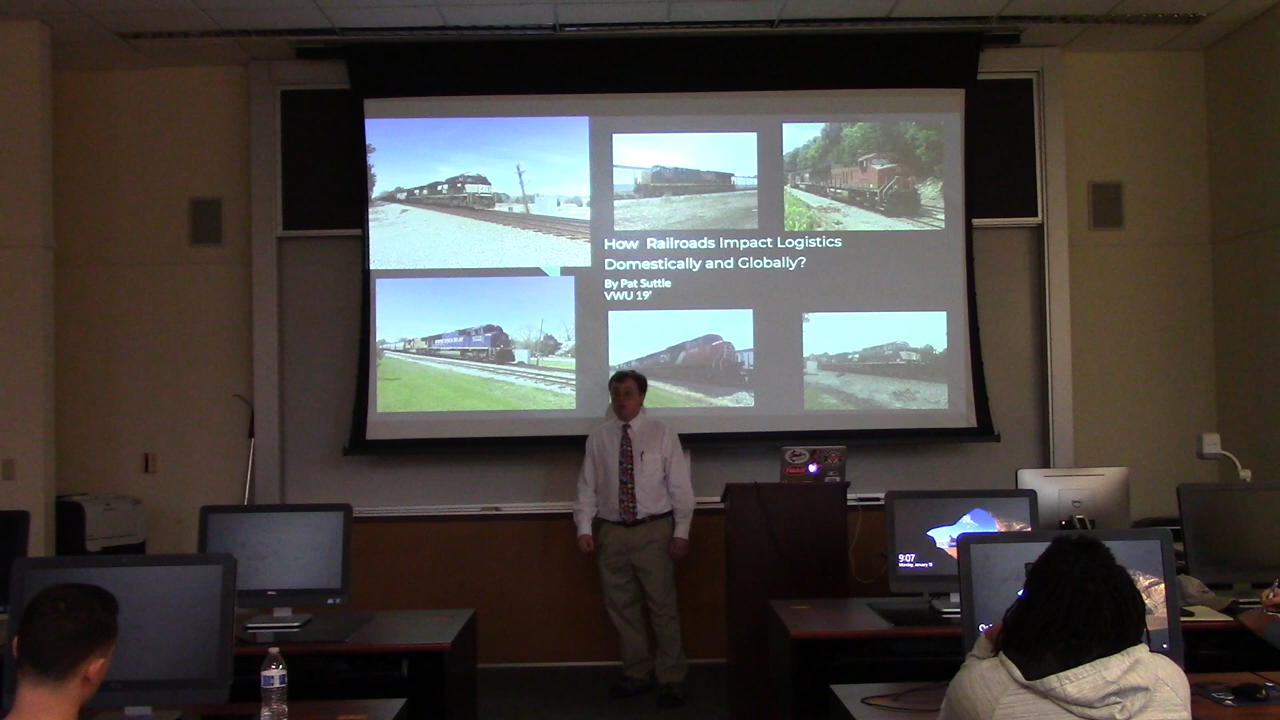 How Railroads Impact Logistics
Domestically and Globally?
By Pat Suttle
VWU 19'
9:07